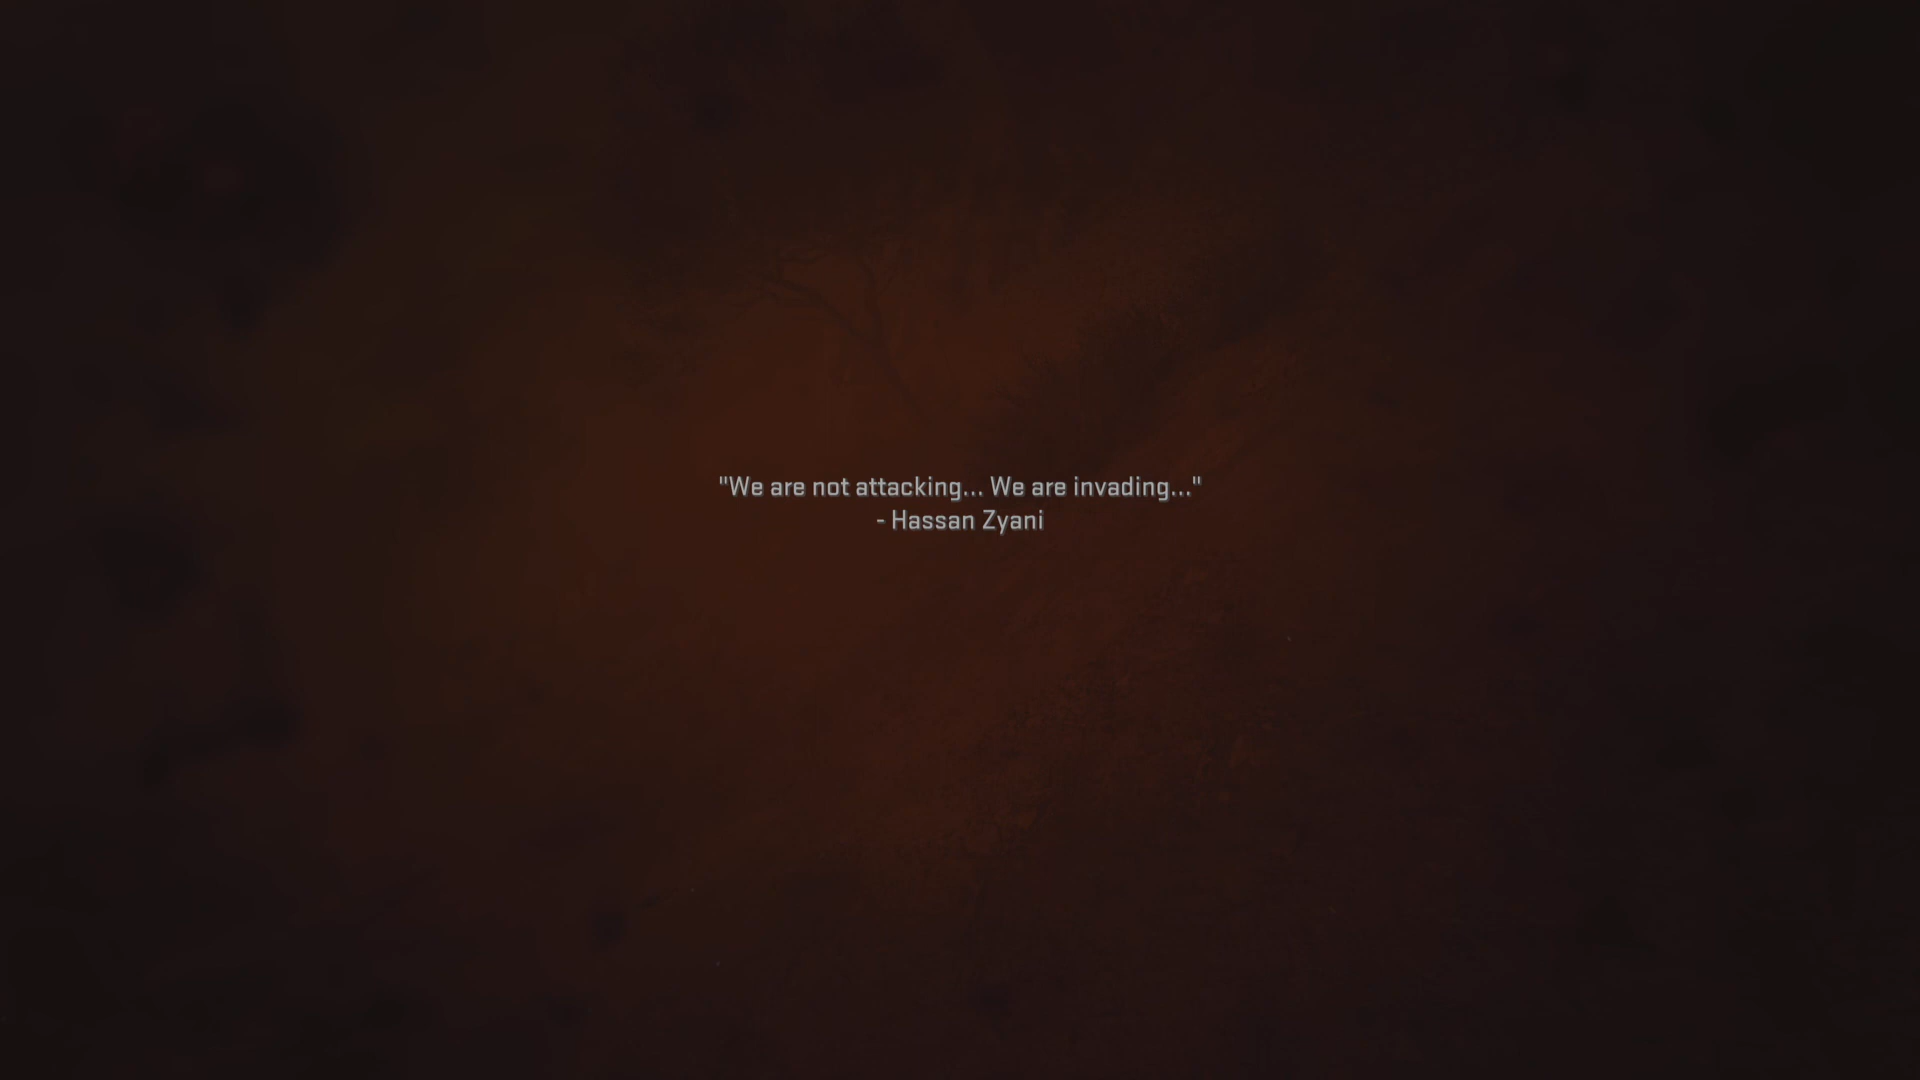 "We are not attacking... We are invading..."
- Hassan Zyani